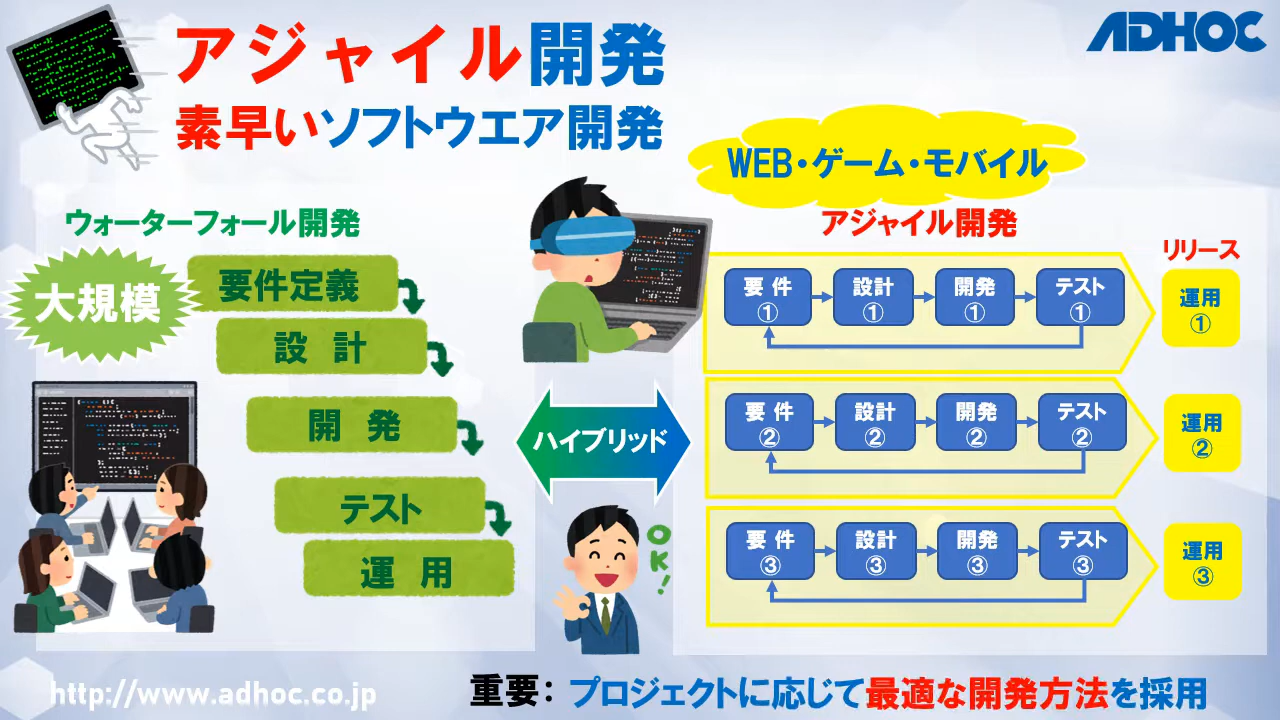 アジャイル開発
素早いソフトウエア開発
ADHOC
WEB・ゲーム・モバイル
ウォーターフォール開発
大規模
要件定義
設 計
開 発
テスト
運 用
ハイブリッド
OK!
アジャイル開発
リリース
要 件 ①
設計 ①
開発 ①
テスト ①
運用 ①
要 件 ②
設計 ②
開発 ②
テスト ②
運用 ②
要 件 ③
設計 ③
開発 ③
テスト ③
運用 ③
http://www.adhoc.co.jp
重要： プロジェクトに応じて最適な開発方法を採用